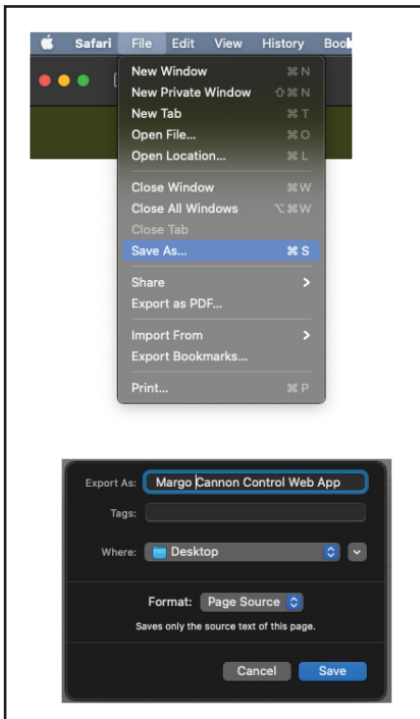 Safari File Edit View History Book
New Window ⌘ N
New Private Window ⇧ ⌘ N
New Tab ⌘ T
Open File... ⌘ O
Open Location... ⌘ L
Close Window ⌘ W
Close All Windows ⌥ ⌘ W
Close Tab
Save As... ⌘ S
Share >
Export as PDF...
Import From >
Export Bookmarks...
Print... ⌘ P
Export As: Margo Cannon Control Web App
Tags:
Where: Desktop
Format: Page Source
Saves only the source text of this page.
Cancel Save